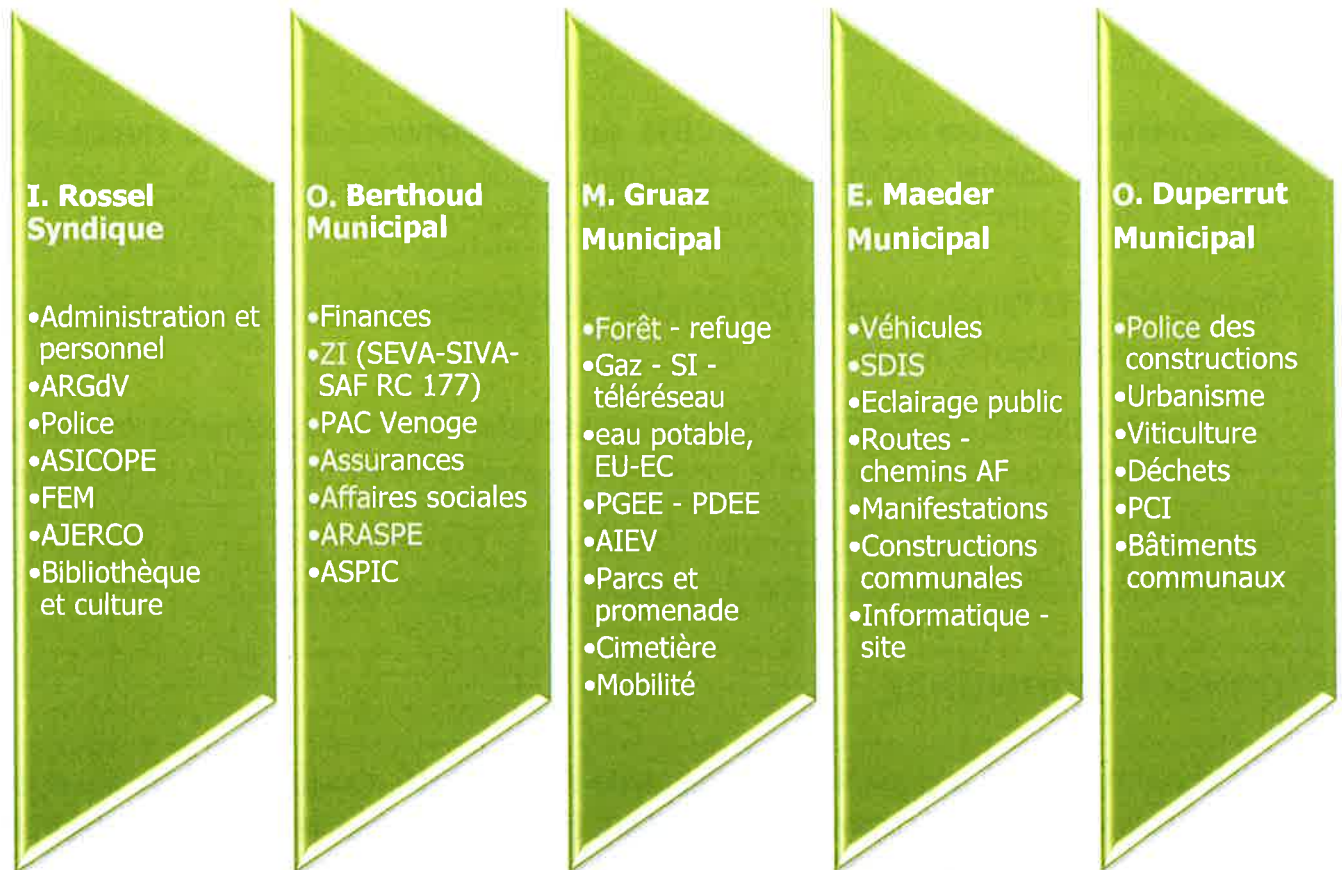 I. Rossel
Syndique
•Administration et
personnel
•ARGdV
•Police
•ASICOPE
•FEM
•AJERCO
•Bibliothèque
et culture
O. Berthoud
Municipal
•Finances
•ZI (SEVA-SIVA-
SAF RC 177)
•PAC Venoge
•Assurances
•Affaires sociales
•ARASPE
•ASPIC
M. Gruaz
Municipal
•Forêt - refuge
•Gaz - SI -
téléréseau
•eau potable,
EU-EC
•PGEE - PDEE
•AIEV
•Parcs et
promenade
•Cimetière
•Mobilité
E. Maeder
Municipal
•Véhicules
•SDIS
•Eclairage public
•Routes -
chemins AF
•Manifestations
•Constructions
communales
•Informatique -
site
O. Duperrut
Municipal
•Police des
constructions
•Urbanisme
•Viticulture
•Déchets
•PCI
•Bâtiments
communaux